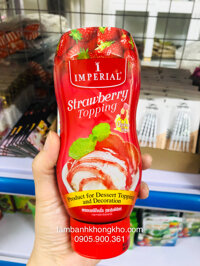 IMPERIAL
Strawberry
Topping
Product for Dessert Topping
and Decoration
lambanhkhongkho.com
0905.900.361